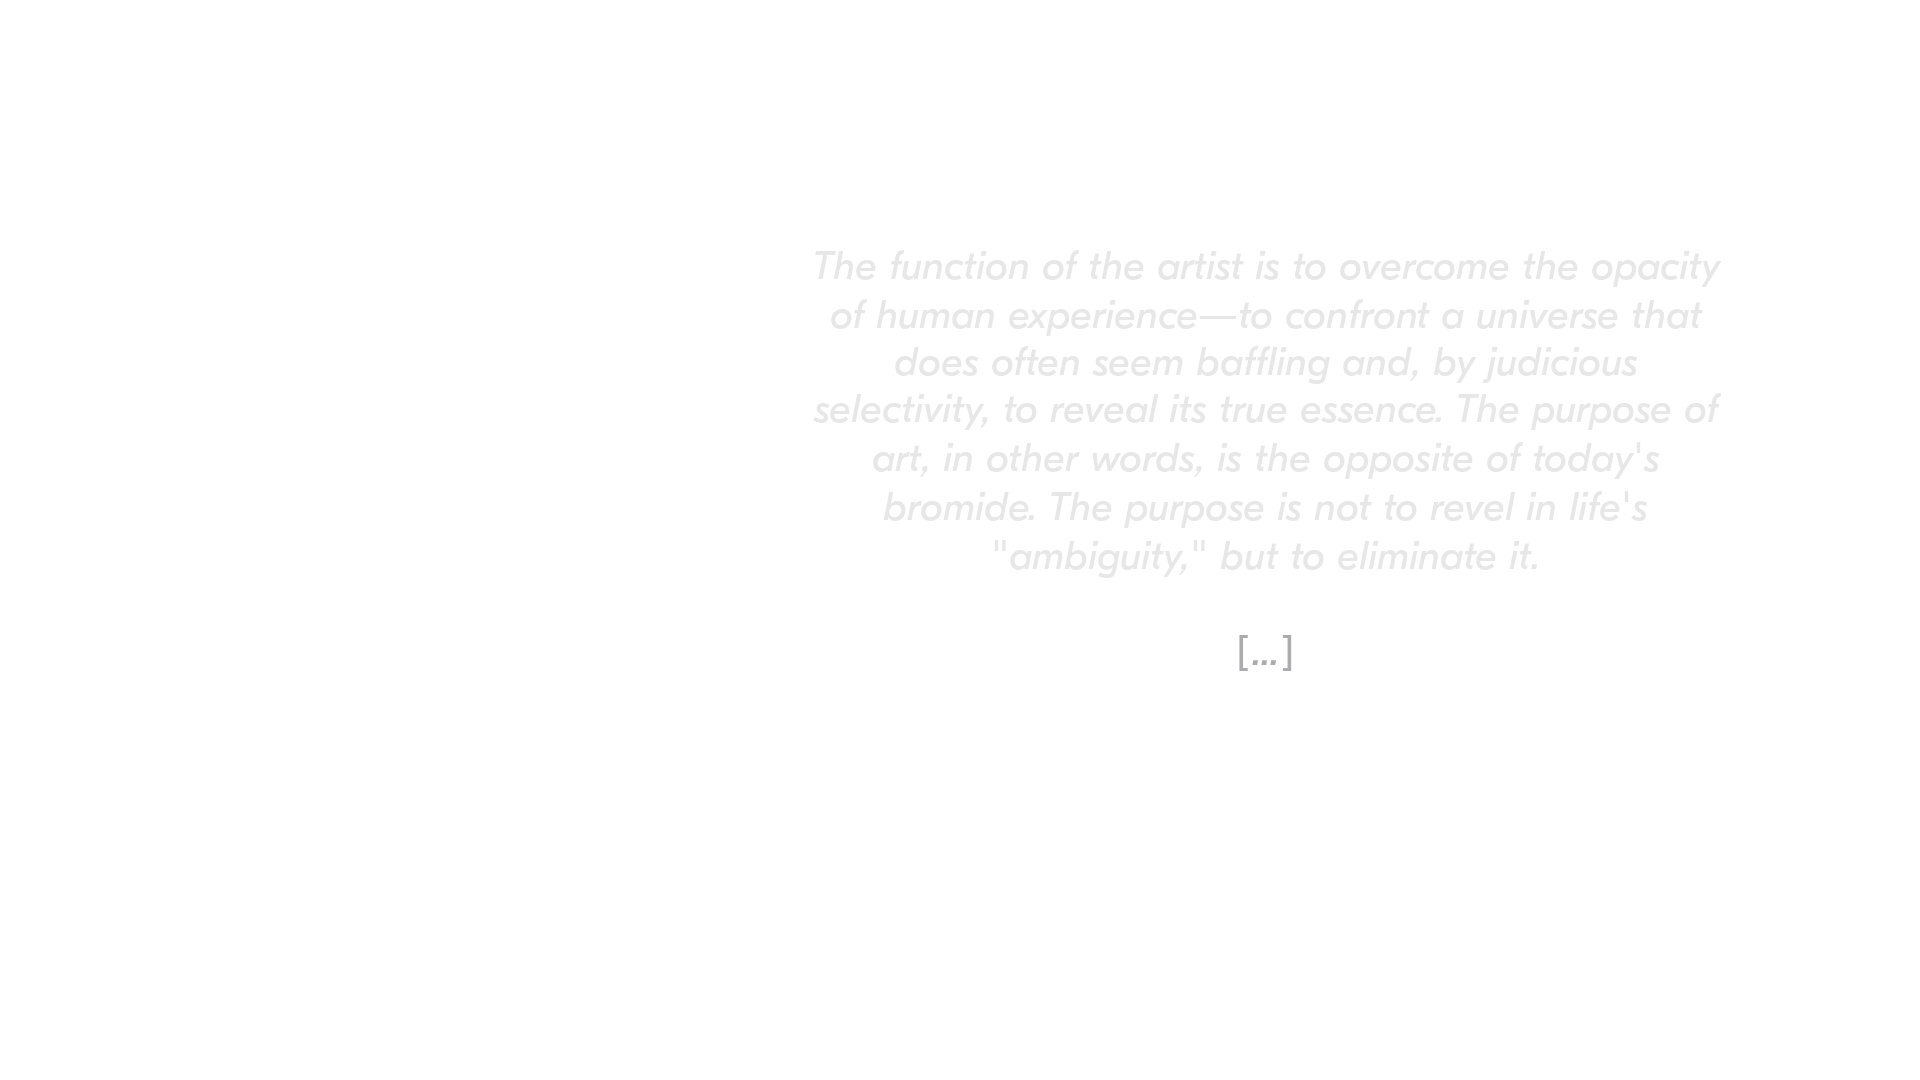 The function of the artist is to overcome the opacity
of human experience—to confront a universe that
does often seem baffling and, by judicious
selectivity, to reveal its true essence. The purpose of
art, in other words, is the opposite of today's
bromide. The purpose is not to revel in life's
"ambiguity," but to eliminate it.
[...]